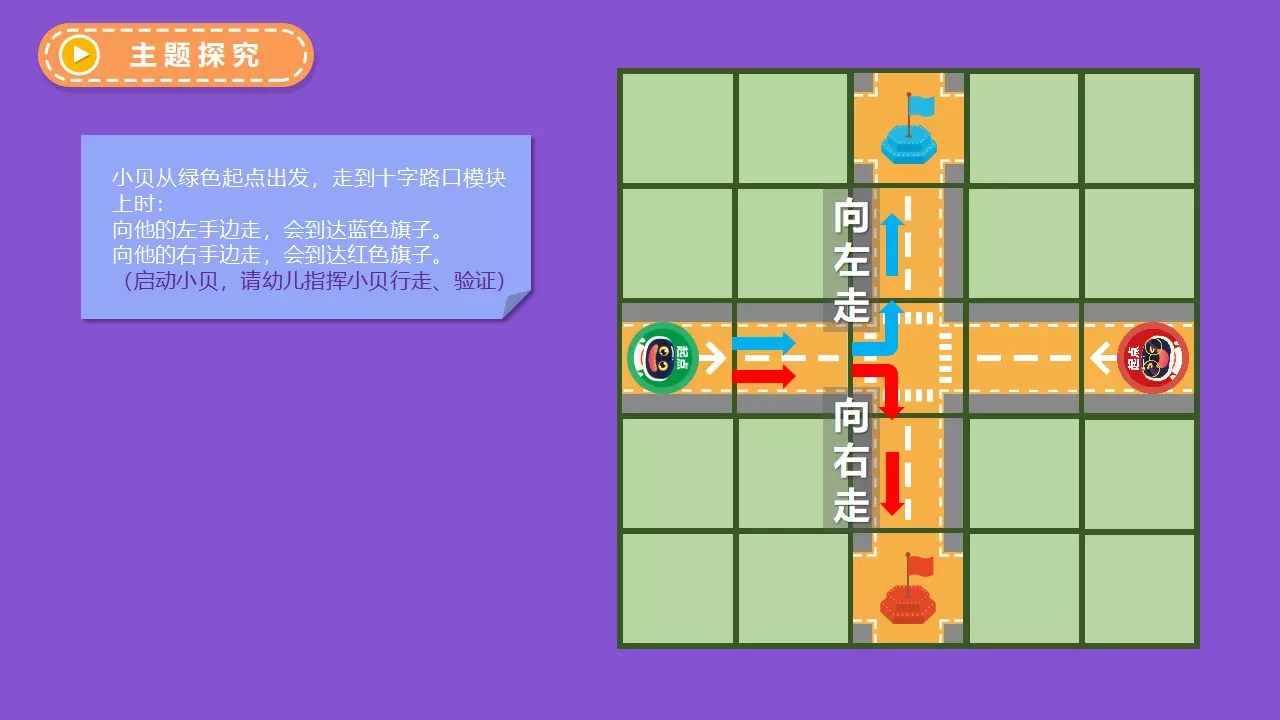 主题探究
小贝从绿色起点出发，走到十字路口模块
上时：
向他的左手边走，会到达蓝色旗子。
向他的右手边走，会到达红色旗子。
（启动小贝，请幼儿指挥小贝行走、验证）
向左走
起点
起点
向右走